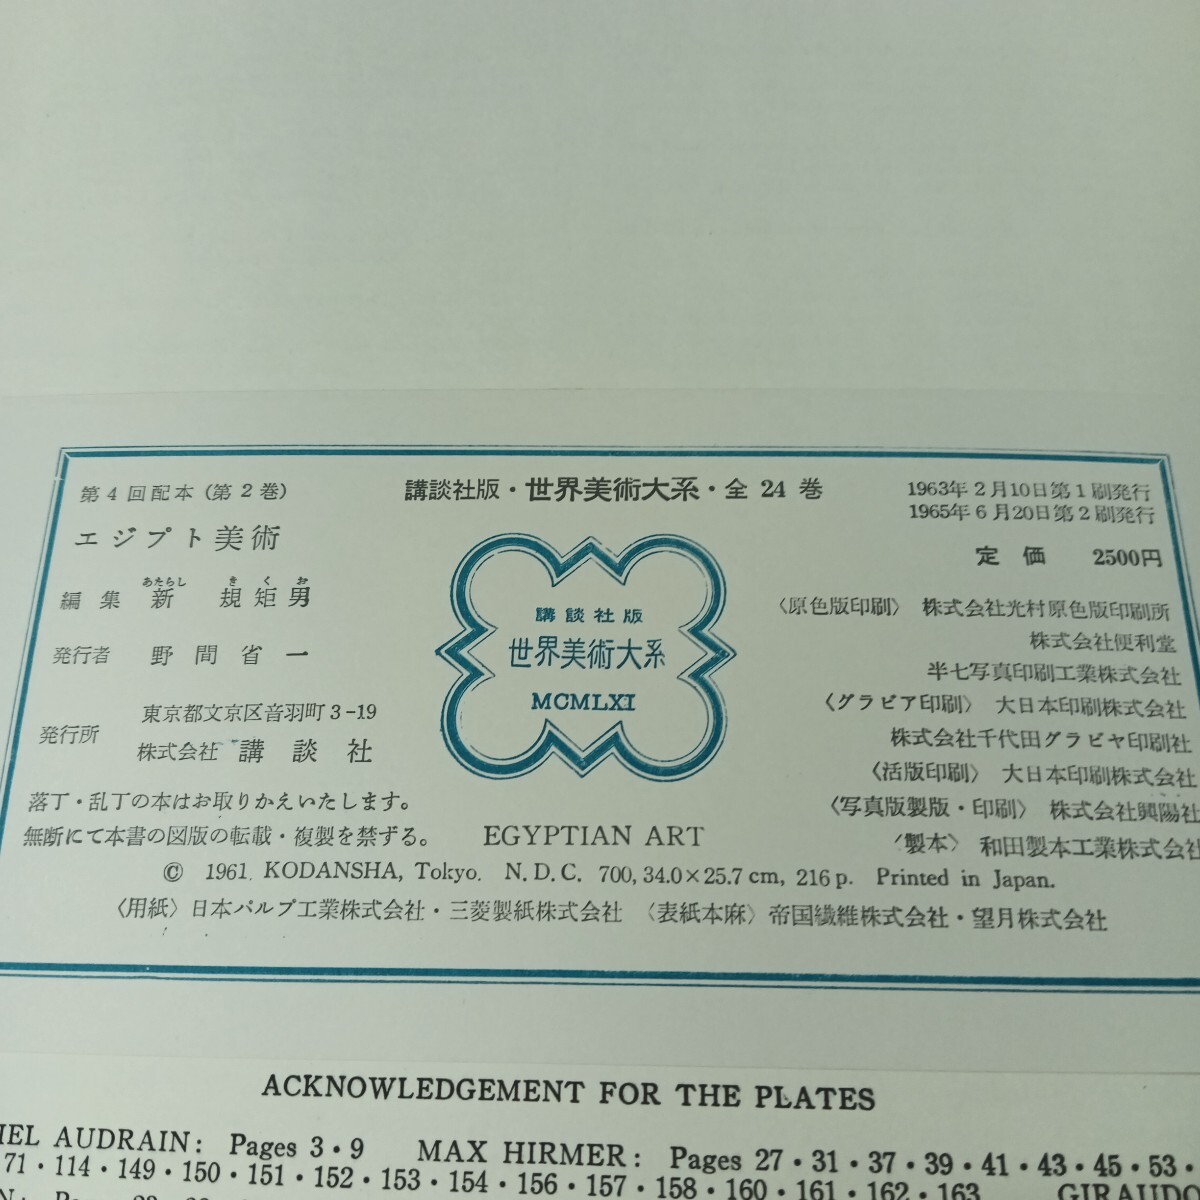 第4回配本(第2巻)
講談社版・世界美術大系・全24巻
1963年2月10日第1刷発行
1965年6月20日第2刷発行
エジプト美術
定価 2500円
あたらし きくお
編集 新 規矩男
発行者 野間省一
東京都文京区音羽町3-19
発行所
株式会社 講談社
講談社版
世界美術大系
MCMLXI
〈原色版印刷〉 株式会社光村原色版印刷所
株式会社便利堂
半七写真印刷工業株式会社
〈グラビア印刷〉 大日本印刷株式会社
株式会社千代田グラビヤ印刷社
〈活版印刷〉 大日本印刷株式会社
〈写真版製版・印刷〉 株式会社興陽社
〈製本〉 和田製本工業株式会社
落丁・乱丁の本はお取りかえいたします。
無断にて本書の図版の転載・複製を禁ずる。
EGYPTIAN ART
© 1961. KODANSHA, Tokyo. N.D.C. 700, 34.0×25.7cm, 216p. Printed in Japan.
〈用紙〉日本パルプ工業株式会社・三菱製紙株式会社 〈表紙本麻〉帝国繊維株式会社・望月株式会社
ACKNOWLEDGEMENT FOR THE PLATES
AUDRAIN: Pages 3・9 MAX HIRMER: Pages 27・31・37・39・41・43・45・53・
71・114・149・150・151・152・153・154・156・157・158・160・161・162・163